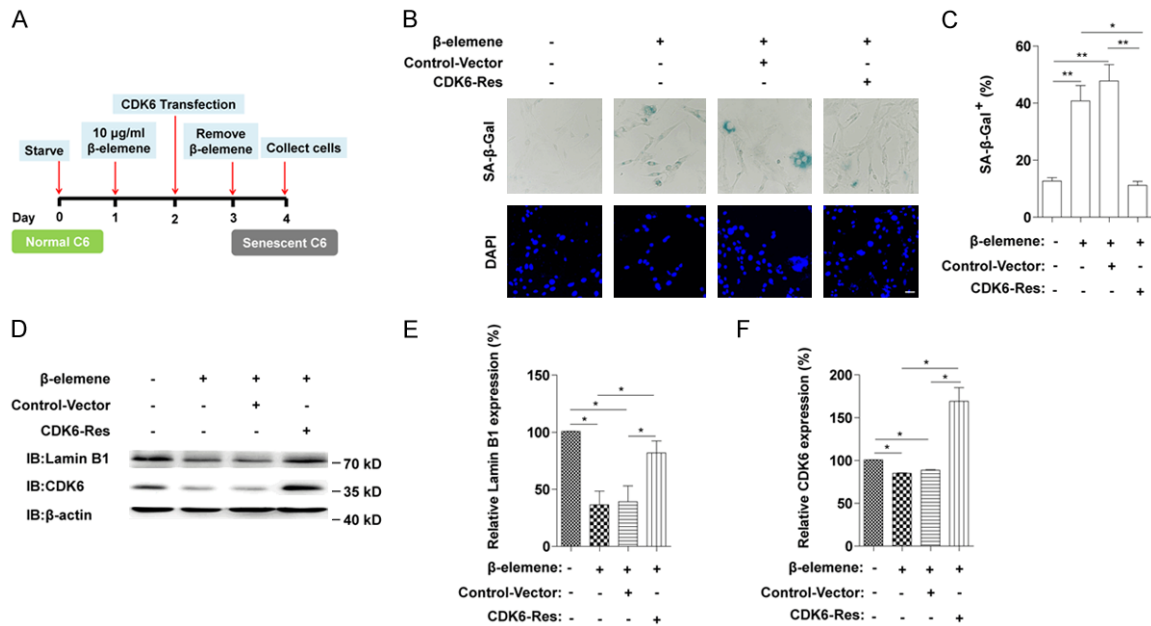 A
CDK6 Transfection
10 µg/ml
β-elemene
Remove
β-elemene
Starve
Collect cells
Day 0 1 2 3 4
Normal C6
Senescent C6
B
β-elemene - + + +
Control-Vector - - + -
CDK6-Res - - - +
SA-β-Gal
DAPI
C
SA-β-Gal+ (%)
60
40
20
0
**
**
*
**
β-elemene: - + + +
Control-Vector: - - + -
CDK6-Res: - - - +
D
β-elemene - + + +
Control-Vector - - + -
CDK6-Res - - - +
IB:Lamin B1 – 70 kD
IB:CDK6 – 35 kD
IB:β-actin – 40 kD
E
Relative Lamin B1 expression (%)
150
100
50
0
*
*
*
*
β-elemene: - + + +
Control-Vector: - - + -
CDK6-Res: - - - +
F
Relative CDK6 expression (%)
200
150
100
50
0
*
*
*
*
β-elemene: - + + +
Control-Vector: - - + -
CDK6-Res: - - - +